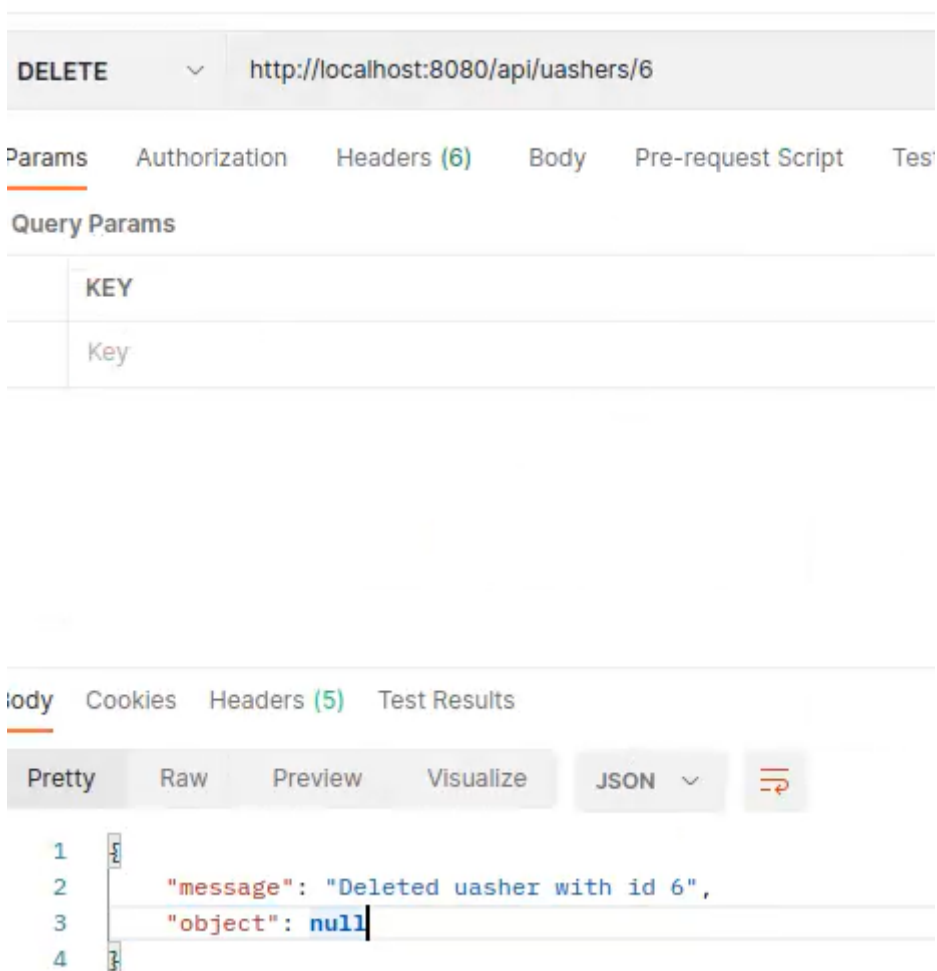 DELETE http://localhost:8080/api/uashers/6
Params Authorization Headers (6) Body Pre-request Script Test
Query Params
KEY
Key
Body Cookies Headers (5) Test Results
Pretty Raw Preview Visualize JSON
1 {
2 "message": "Deleted uasher with id 6",
3 "object": null
4 }